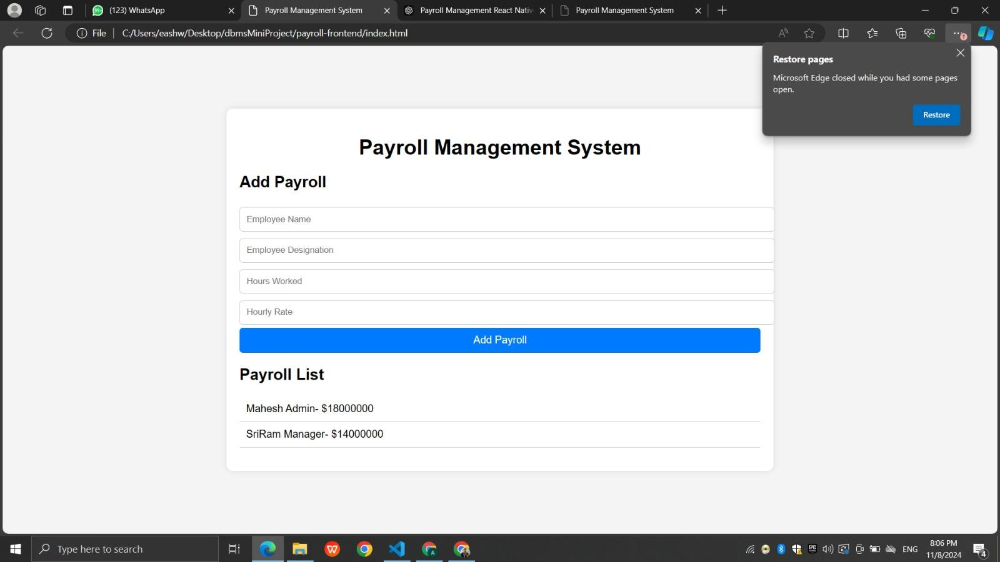 (123) WhatsApp
Payroll Management System
Payroll Management React Nativ
Payroll Management System
File
C:/Users/eashw/Desktop/dbmsMiniProject/payroll-frontend/index.html
Restore pages
Microsoft Edge closed while you had some pages
open.
Restore
Payroll Management System
Add Payroll
Employee Name
Employee Designation
Hours Worked
Hourly Rate
Add Payroll
Payroll List
Mahesh Admin- $18000000
SriRam Manager- $14000000
Type here to search
ENG
8:06 PM
11/8/2024
4